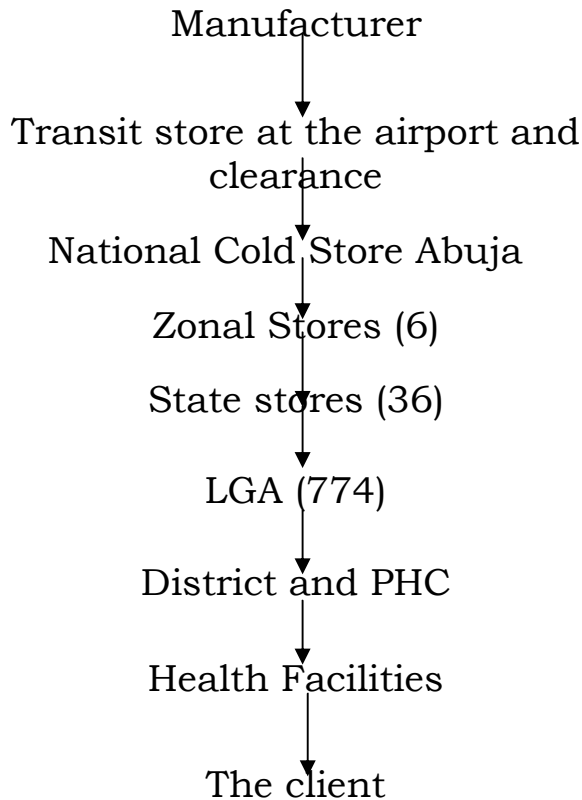 Manufacturer
Transit store at the airport and
clearance
National Cold Store Abuja
Zonal Stores (6)
State stores (36)
LGA (774)
District and PHC
Health Facilities
The client